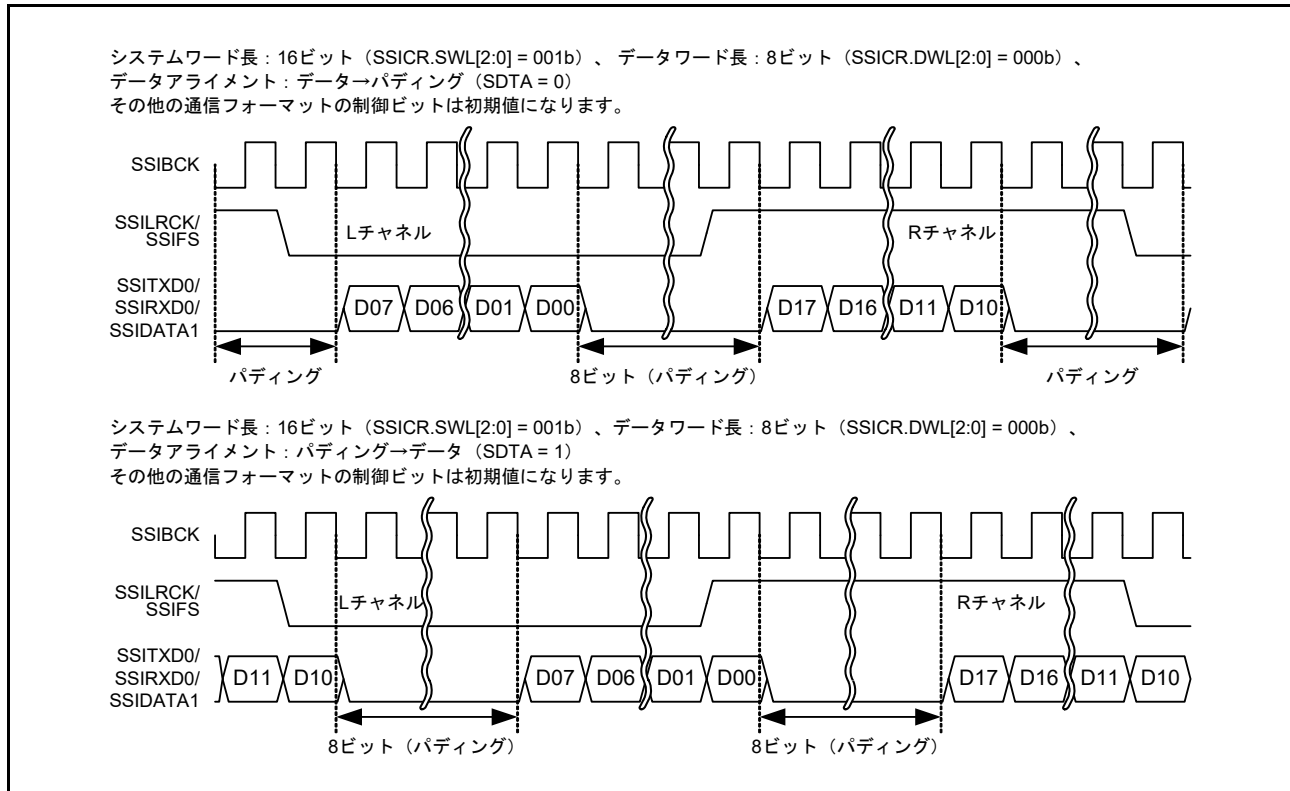 システムワード長：16ビット（SSICR.SWL[2:0] = 001b）、 データワード長：8ビット（SSICR.DWL[2:0] = 000b）、
データアライメント：データ→パディング（SDTA = 0）
その他の通信フォーマットの制御ビットは初期値になります。
SSIBCK
SSILRCK/
SSIFS
Lチャネル
Rチャネル
SSITXD0/
SSIRXD0/
SSIDATA1
D07 D06 D01 D00 D17 D16 D11 D10
パディング 8ビット（パディング） パディング
システムワード長：16ビット（SSICR.SWL[2:0] = 001b）、データワード長：8ビット（SSICR.DWL[2:0] = 000b）、
データアライメント：パディング→データ（SDTA = 1）
その他の通信フォーマットの制御ビットは初期値になります。
SSIBCK
SSILRCK/
SSIFS
Lチャネル
Rチャネル
SSITXD0/
SSIRXD0/
SSIDATA1
D11 D10 D07 D06 D01 D00 D17 D16 D11 D10
8ビット（パディング） 8ビット（パディング）